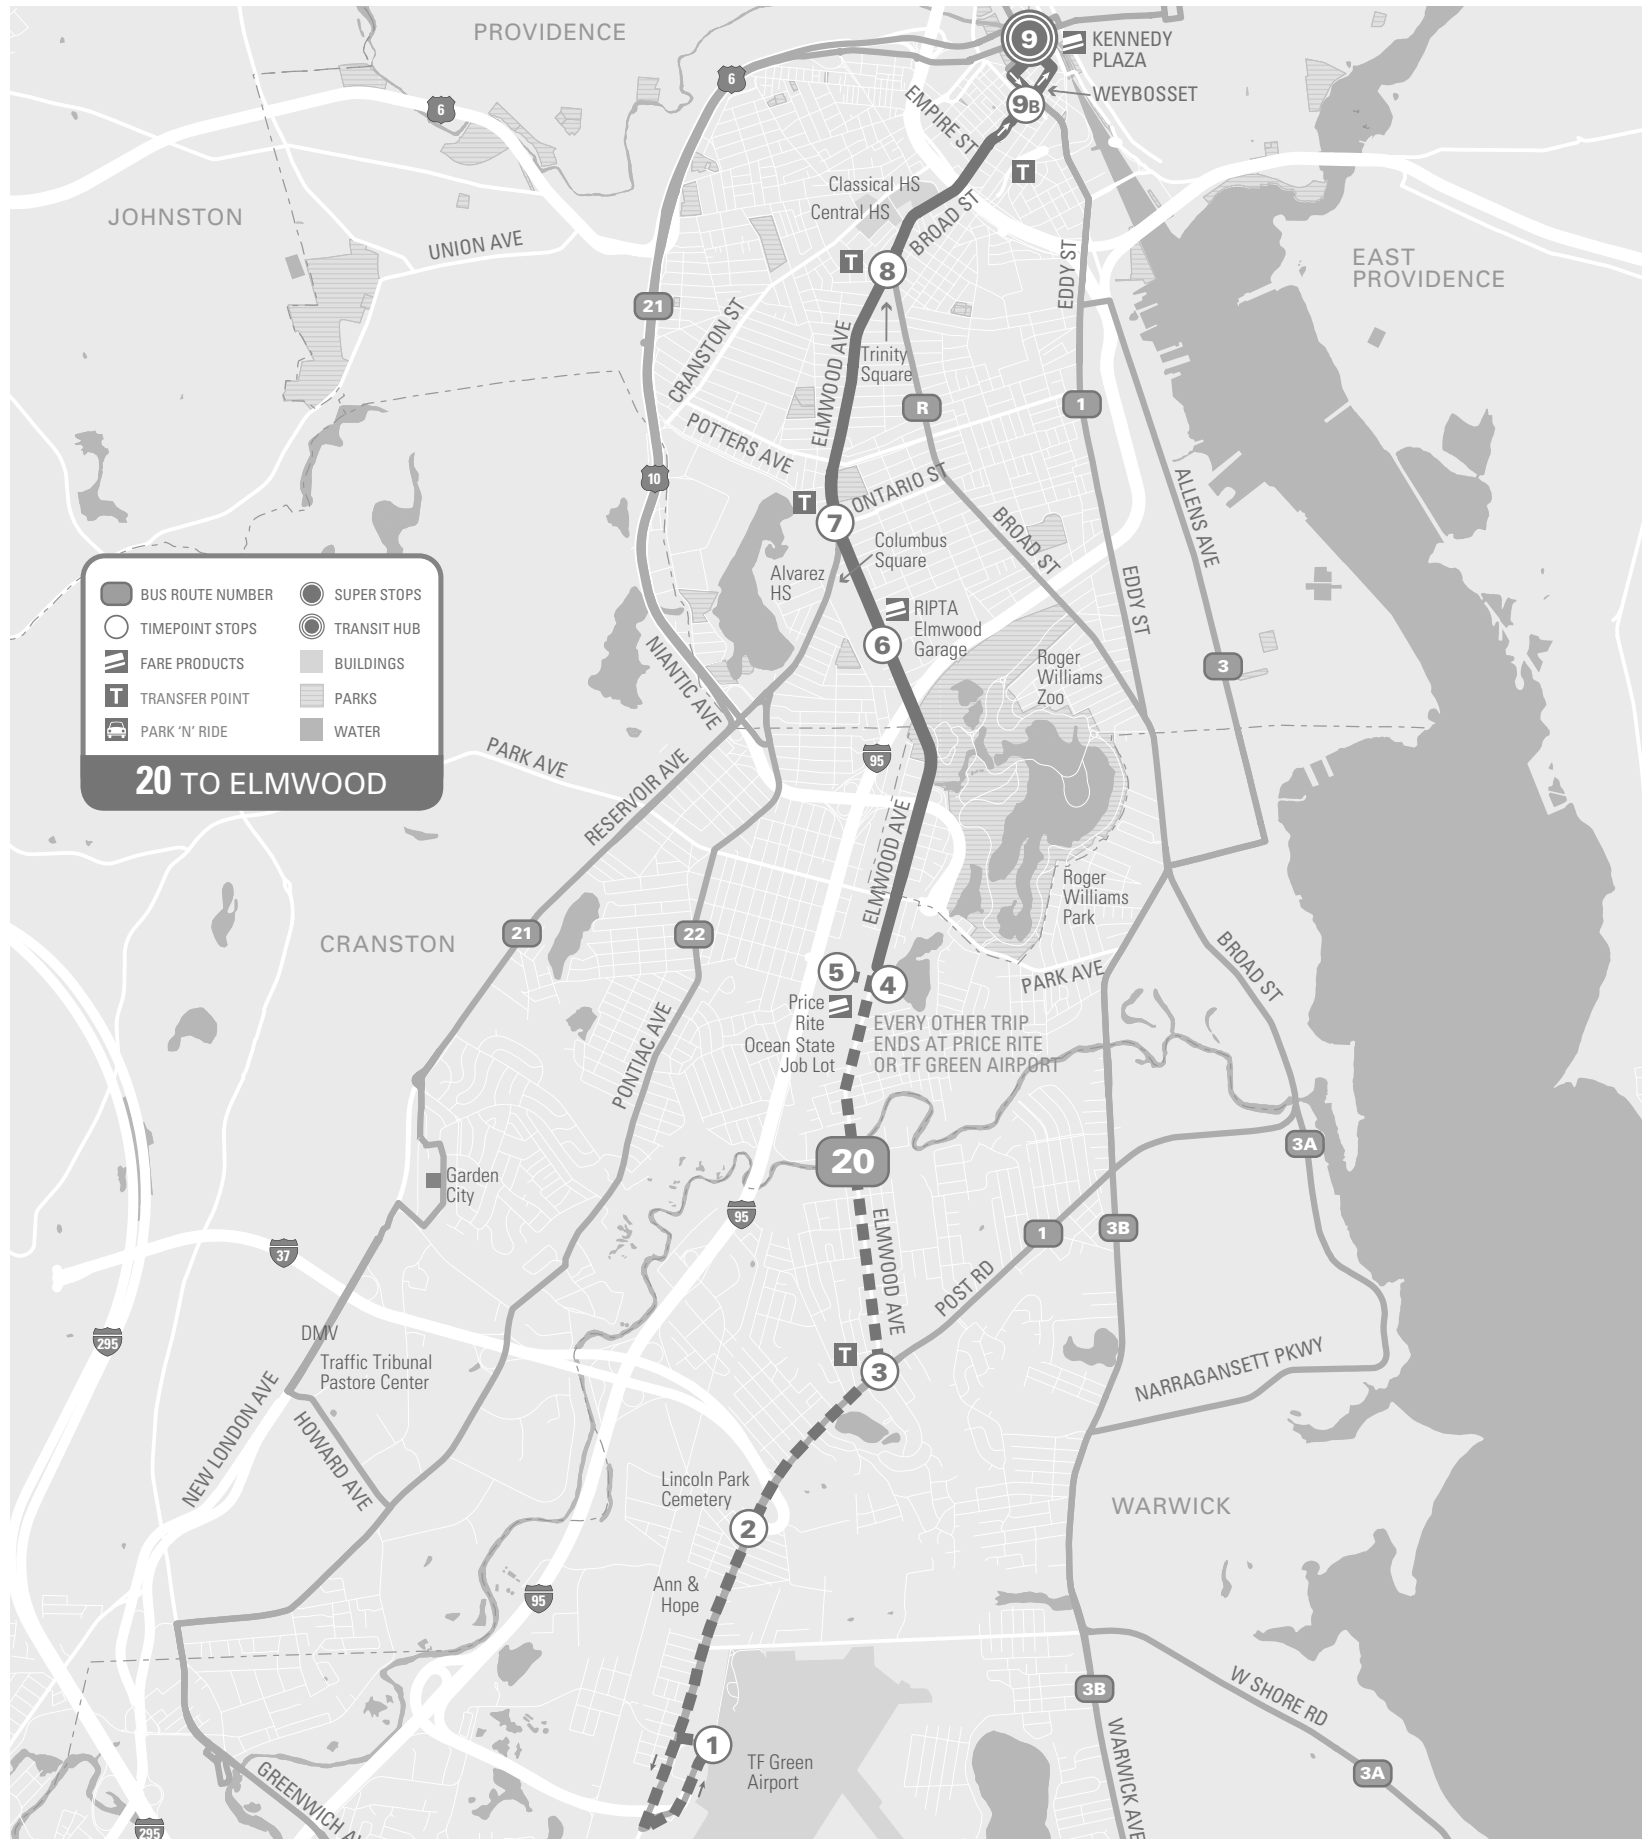 PROVIDENCE
9
KENNEDY
PLAZA
6
6
WEYBOSSET
9B
EMPIRE ST
T
Classical HS
Central HS
BROAD ST
JOHNSTON
UNION AVE
T
8
EDDY ST
EAST
PROVIDENCE
21
CRANSTON ST
ELMWOOD AVE
Trinity
Square
R
1
POTTERS AVE
10
T
ONTARIO ST
7
ALLENS AVE
BROAD ST
Columbus
Square
Alvarez
HS
EDDY ST
BUS ROUTE NUMBER
SUPER STOPS
TIMEPOINT STOPS
TRANSIT HUB
FARE PRODUCTS
BUILDINGS
T
TRANSFER POINT
PARKS
PARK 'N' RIDE
WATER
20 TO ELMWOOD
RIPTA
Elmwood
Garage
6
NIANTIC AVE
Roger
Williams
Zoo
3
PARK AVE
RESERVOIR AVE
95
ELMWOOD AVE
Roger
Williams
Park
CRANSTON
21
22
BROAD ST
PARK AVE
5
4
Price
Rite
Ocean State
Job Lot
EVERY OTHER TRIP
ENDS AT PRICE RITE
OR TF GREEN AIRPORT
PONTIAC AVE
20
3A
Garden
City
95
ELMWOOD AVE
1
3B
37
POST RD
295
DMV
Traffic Tribunal
Pastore Center
T
3
NARRAGANSETT PKWY
NEW LONDON AVE
HOWARD AVE
Lincoln Park
Cemetery
2
WARWICK
Ann &
Hope
95
3B
W SHORE RD
1
TF Green
Airport
WARWICK AVE
3A
GREENWICH AV
295